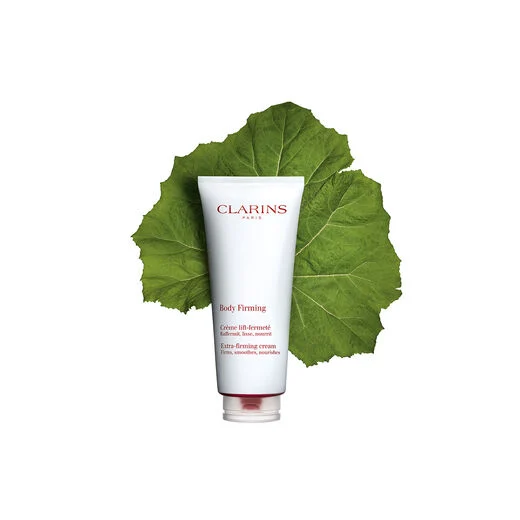 CLARINS
PARIS
Body Firming
Crème lift-fermeté
Raffermit, lisse, nourrit
Extra-firming cream
Firms, smoothes, nourishes